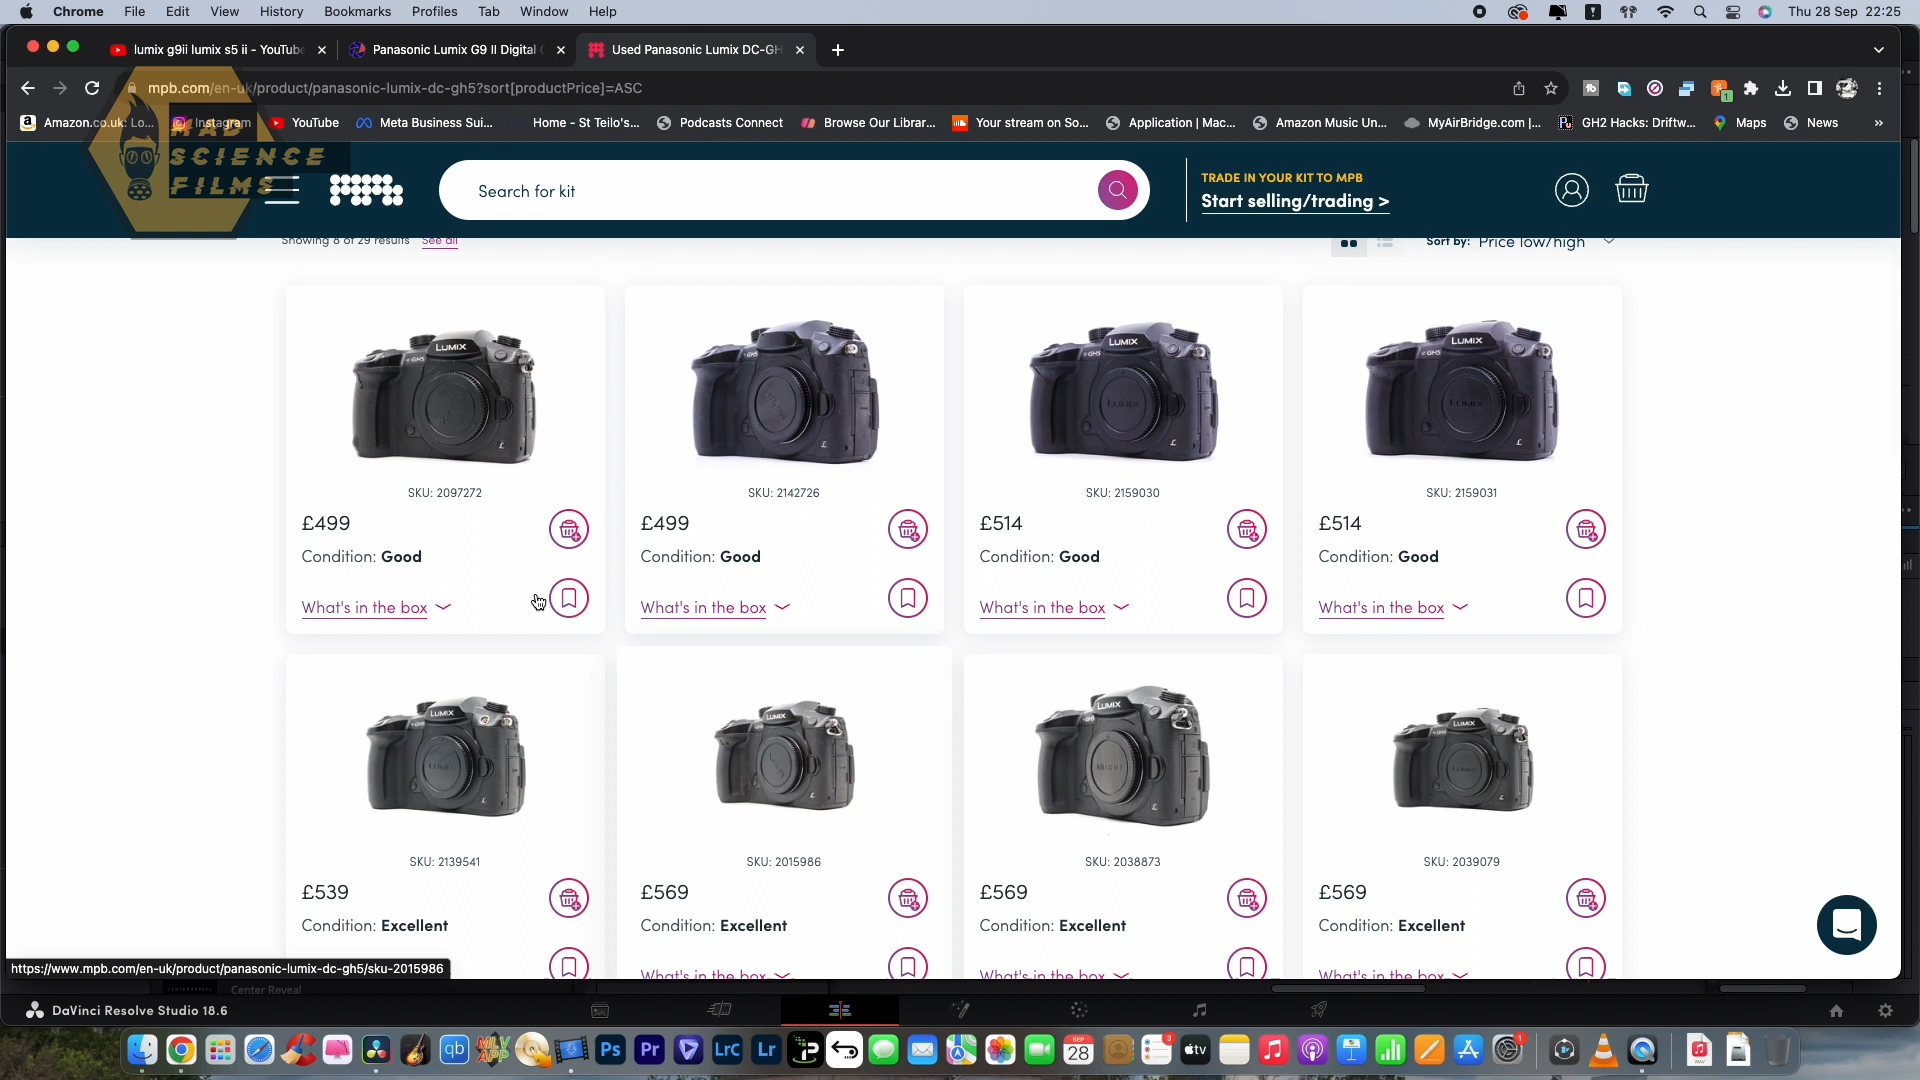 Chrome File Edit View History Bookmarks Profiles Tab Window Help Thu 28 Sep 22:25
lumix g9ii lumix s5 ii - YouTube Panasonic Lumix G9 II Digital Used Panasonic Lumix DC-GH
mpb.com/en-uk/product/panasonic-lumix-dc-gh5?sort[productPrice]=ASC
Amazon.co.uk: Lo... Instagram YouTube Meta Business Sui... Home - St Teilo's... Podcasts Connect Browse Our Librar... Your stream on So... Application | Mac... Amazon Music Un... MyAirBridge.com |... GH2 Hacks: Driftw... Maps News »
MAD
SCIENCE
FILMS
Search for kit
TRADE IN YOUR KIT TO MPB
Start selling/trading >
Showing 8 of 29 results See all Sort by: Price low/high
SKU: 2097272 SKU: 2142726 SKU: 2159030 SKU: 2159031
£499 £499 £514 £514
Condition: Good Condition: Good Condition: Good Condition: Good
What's in the box What's in the box What's in the box What's in the box
SKU: 2139541 SKU: 2015986 SKU: 2038873 SKU: 2039079
£539 £569 £569 £569
Condition: Excellent Condition: Excellent Condition: Excellent Condition: Excellent
What's in the box What's in the box What's in the box
https://www.mpb.com/en-uk/product/panasonic-lumix-dc-gh5/sku-2015986
Center Reveal
DaVinci Resolve Studio 18.6